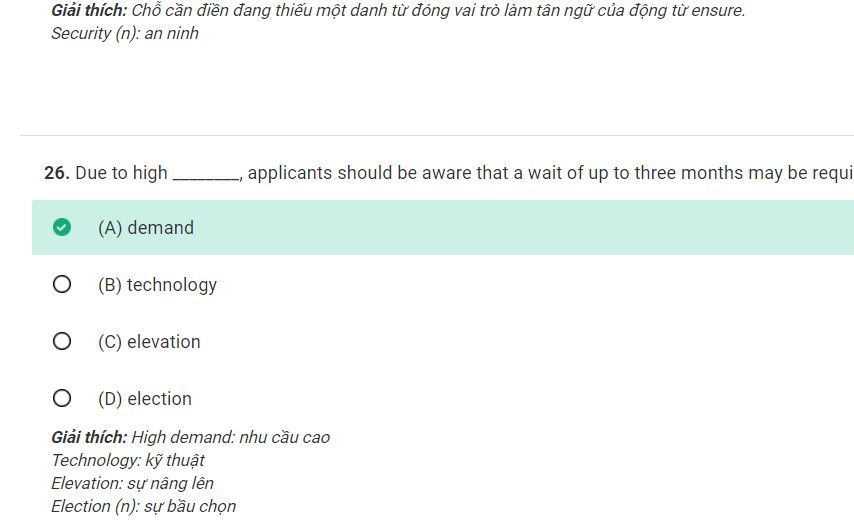 Giải thích: Chỗ cần điền đang thiếu một danh từ đóng vai trò làm tân ngữ của động từ ensure.
Security (n): an ninh
26. Due to high ________, applicants should be aware that a wait of up to three months may be requi
(A) demand
(B) technology
(C) elevation
(D) election
Giải thích: High demand: nhu cầu cao
Technology: kỹ thuật
Elevation: sự nâng lên
Election (n): sự bầu chọn